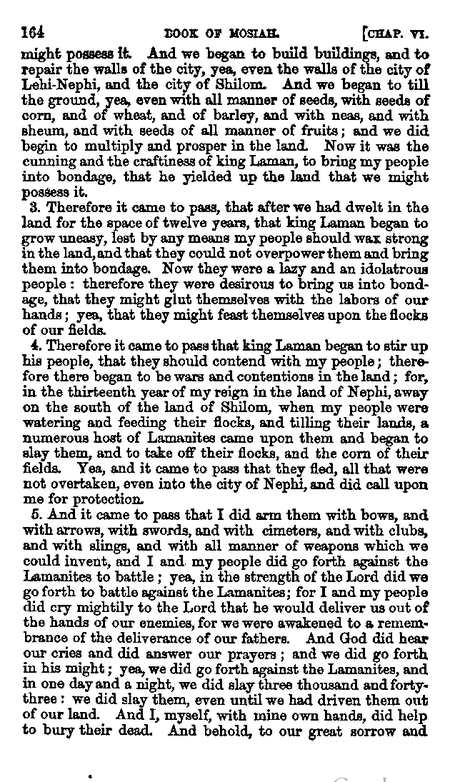 164 BOOK OF MOSIAH. [CHAP. VI.
might possess it. And we began to build buildings, and to
repair the walls of the city, yea, even the walls of the city of
Lehi-Nephi, and the city of Shilom. And we began to till
the ground, yea, even with all manner of seeds, with seeds of
corn, and of wheat, and of barley, and with neas, and with
sheum, and with seeds of all manner of fruits; and we did
begin to multiply and prosper in the land. Now it was the
cunning and the craftiness of king Laman, to bring my people
into bondage, that he yielded up the land that we might
possess it.
3. Therefore it came to pass, that after we had dwelt in the
land for the space of twelve years, that king Laman began to
grow uneasy, lest by any means my people should wax strong
in the land, and that they could not overpower them and bring
them into bondage. Now they were a lazy and an idolatrous
people: therefore they were desirous to bring us into bond-
age, that they might glut themselves with the labors of our
hands; yea, that they might feast themselves upon the flocks
of our fields.
4. Therefore it came to pass that king Laman began to stir up
his people, that they should contend with my people; there-
fore there began to be wars and contentions in the land; for,
in the thirteenth year of my reign in the land of Nephi, away
on the south of the land of Shilom, when my people were
watering and feeding their flocks, and tilling their lands, a
numerous host of Lamanites came upon them and began to
slay them, and to take off their flocks, and the corn of their
fields. Yea, and it came to pass that they fled, all that were
not overtaken, even into the city of Nephi, and did call upon
me for protection.
5. And it came to pass that I did arm them with bows, and
with arrows, with swords, and with cimeters, and with clubs,
and with slings, and with all manner of weapons which we
could invent, and I and my people did go forth against the
Lamanites to battle; yea, in the strength of the Lord did we
go forth to battle against the Lamanites; for I and my people
did cry mightily to the Lord that he would deliver us out of
the hands of our enemies, for we were awakened to a remem-
brance of the deliverance of our fathers. And God did hear
our cries and did answer our prayers; and we did go forth
in his might; yea, we did go forth against the Lamanites, and
in one day and a night, we did slay three thousand and forty-
three: we did slay them, even until we had driven them out
of our land. And I, myself, with mine own hands, did help
to bury their dead. And behold, to our great sorrow and